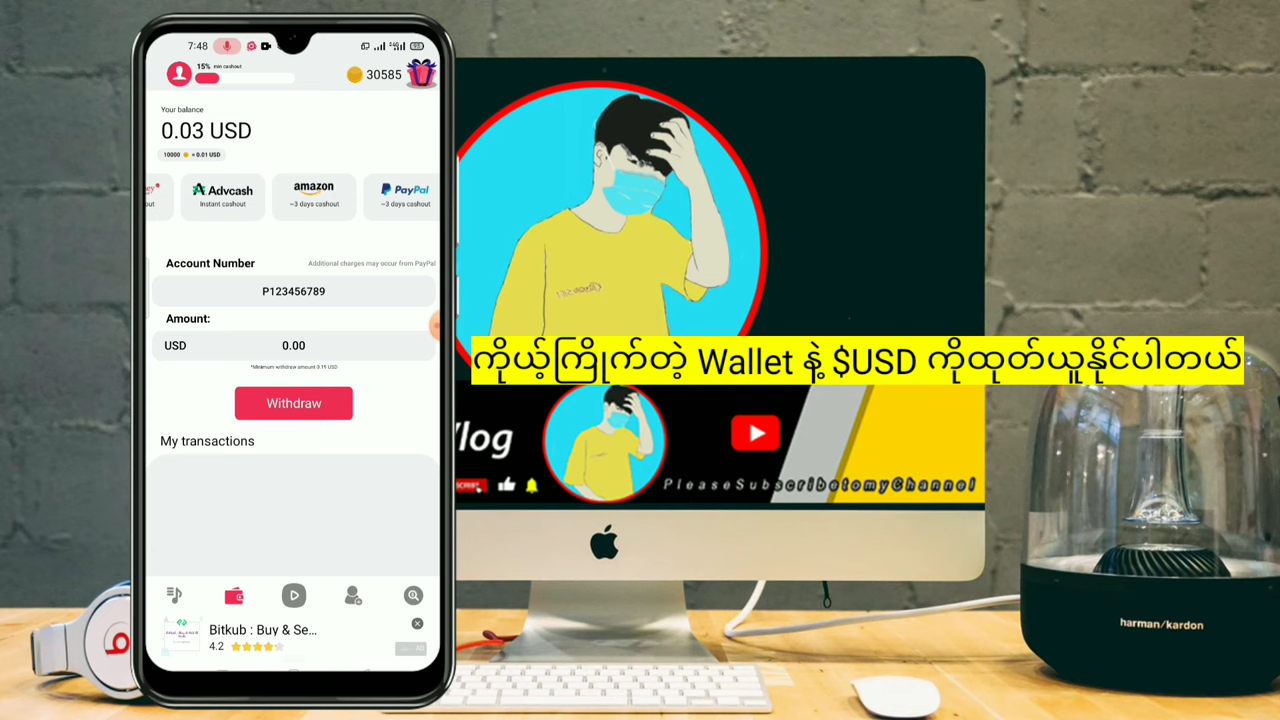 7:48
15% min cashout
30585
Your balance
0.03 USD
10000 = 0.01 USD
out
Advcash
Instant cashout
amazon
~3 days cashout
PayPal
~3 days cashout
Account Number
Additional charges may occur from PayPal
P123456789
Amount:
USD 0.00
Withdraw
My transactions
Bitkub : Buy & Se...
4.2
ကိုယ့်ကြိုက်တဲ့ Wallet နဲ့ $USD ကိုထုတ်ယူနိုင်ပါတယ်
Vlog
PleaseSubscribetomyChannel
harman/kardon